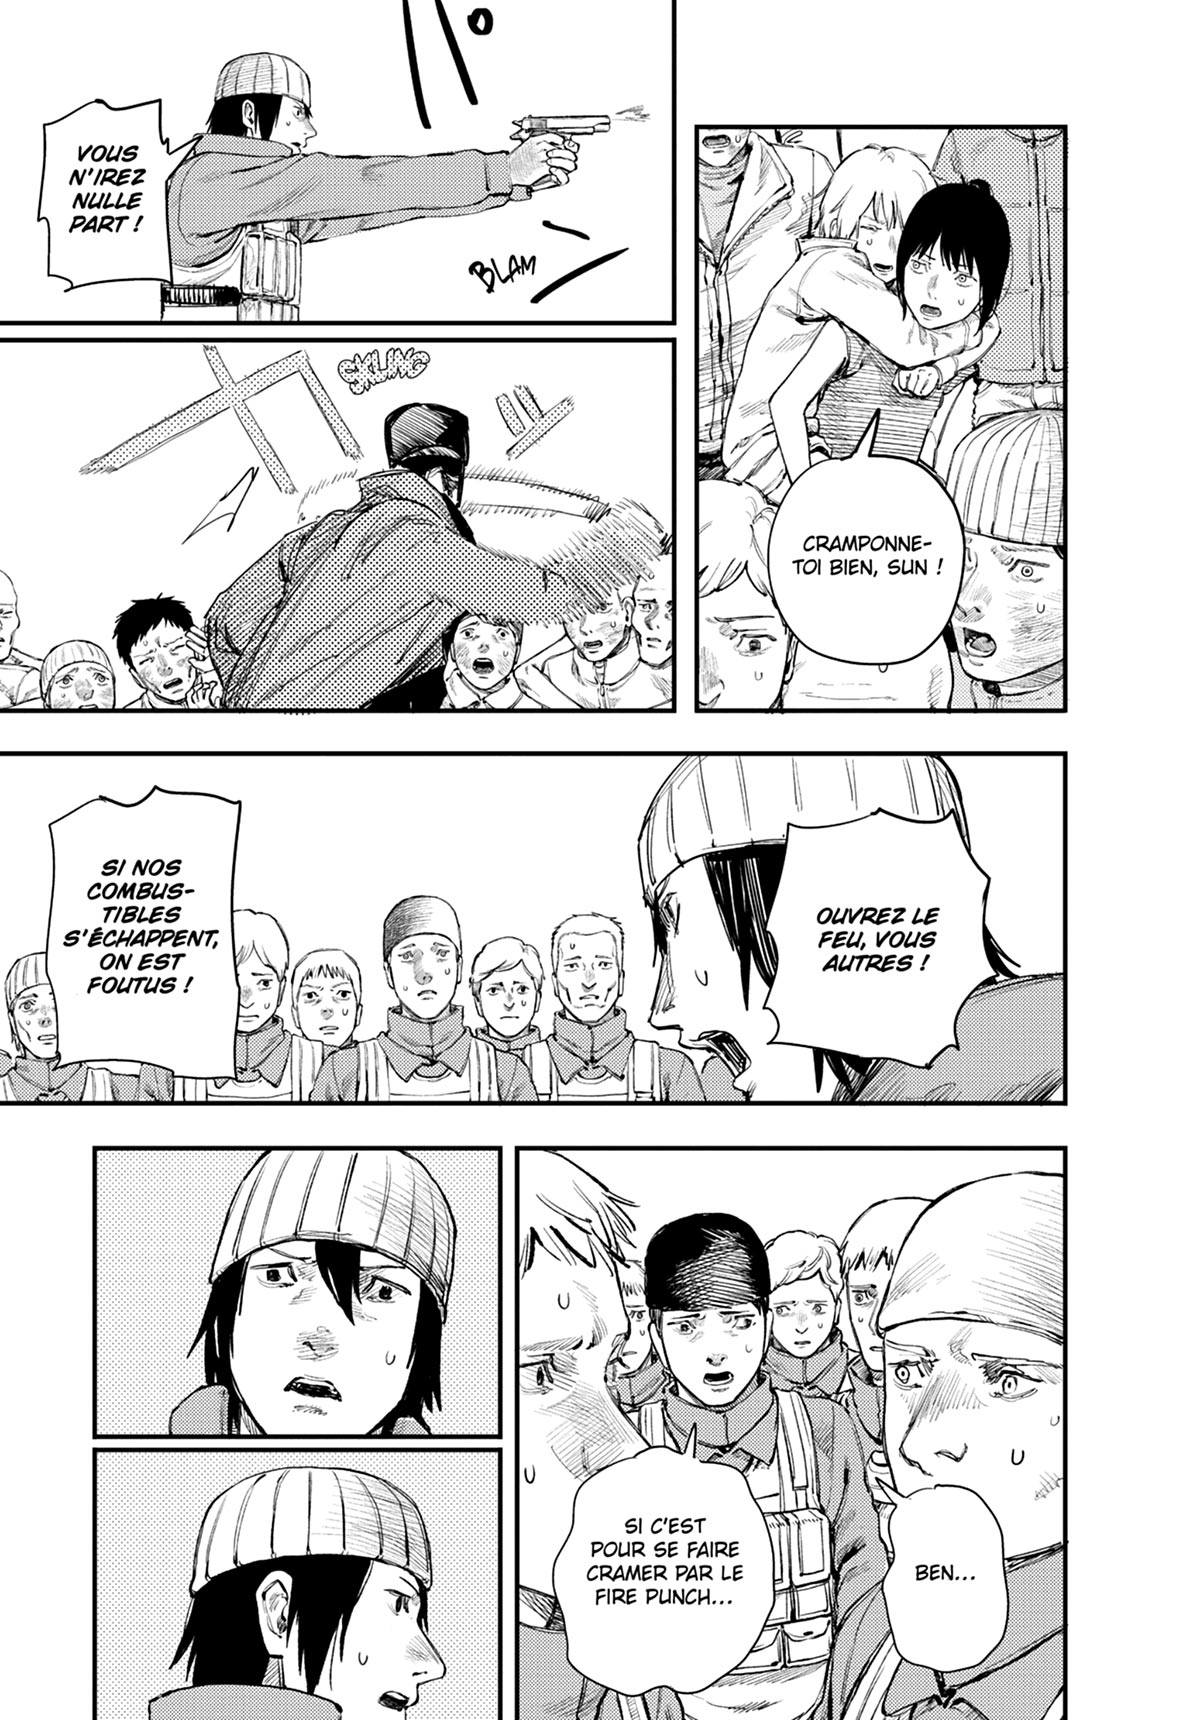 CRAMPONNE-
TOI BIEN, SUN !
VOUS
N'IREZ
NULLE
PART !
BLAM
SKLING
OUVREZ LE
FEU, VOUS
AUTRES !
SI NOS
COMBUS-
TIBLES
S'ÉCHAPPENT,
ON EST
FOUTUS !
BEN...
SI C'EST
POUR SE FAIRE
CRAMER PAR LE
FIRE PUNCH...